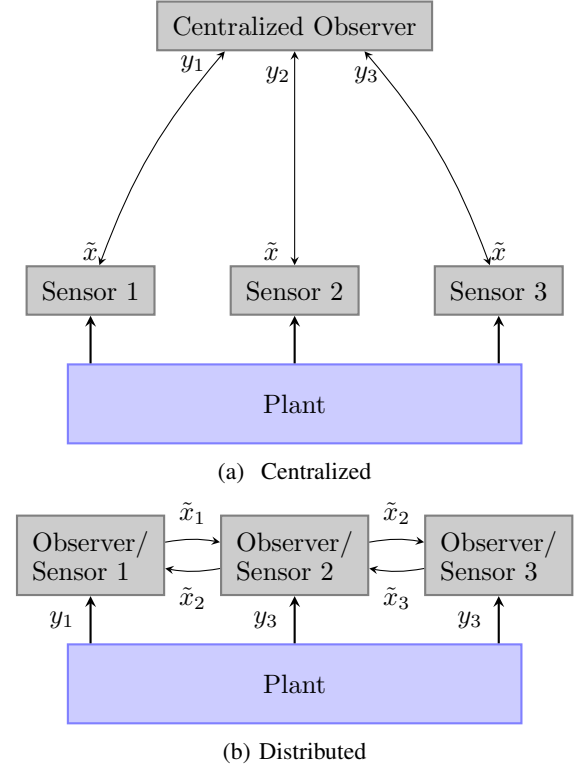 Centralized Observer
y₁ y₂ y₃
x̃ x̃ x̃
Sensor 1 Sensor 2 Sensor 3
Plant
(a) Centralized
x̃₁ x̃₂
Observer/ Observer/ Observer/
Sensor 1 Sensor 2 Sensor 3
x̃₂ x̃₃
y₁ y₃ y₃
Plant
(b) Distributed